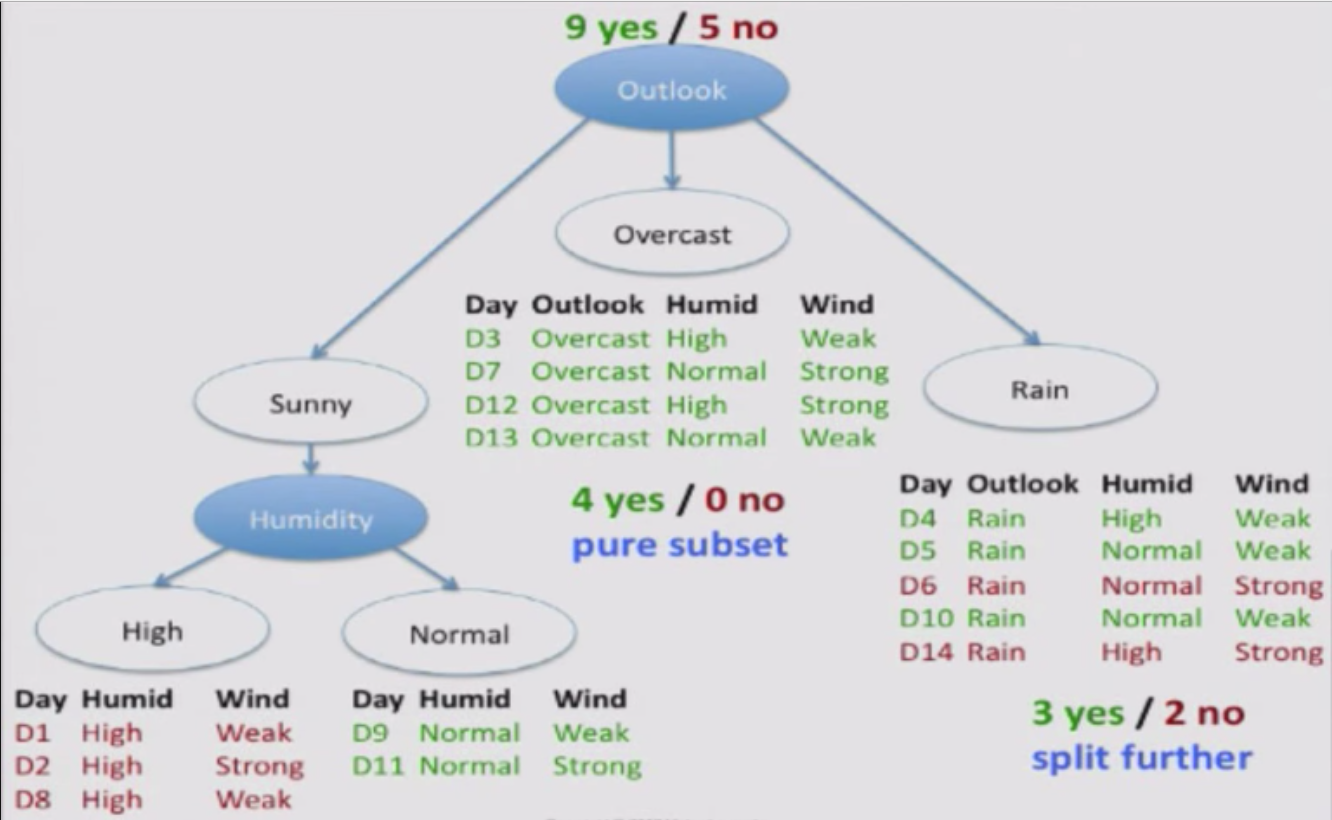 9 yes / 5 no
Outlook
Overcast
Day Outlook Humid Wind
D3 Overcast High Weak
D7 Overcast Normal Strong
D12 Overcast High Strong
D13 Overcast Normal Weak
4 yes / 0 no
pure subset
Sunny
Humidity
High
Day Humid Wind
D1 High Weak
D2 High Strong
D8 High Weak
Normal
Day Humid Wind
D9 Normal Weak
D11 Normal Strong
Rain
Day Outlook Humid Wind
D4 Rain High Weak
D5 Rain Normal Weak
D6 Rain Normal Strong
D10 Rain Normal Weak
D14 Rain High Strong
3 yes / 2 no
split further